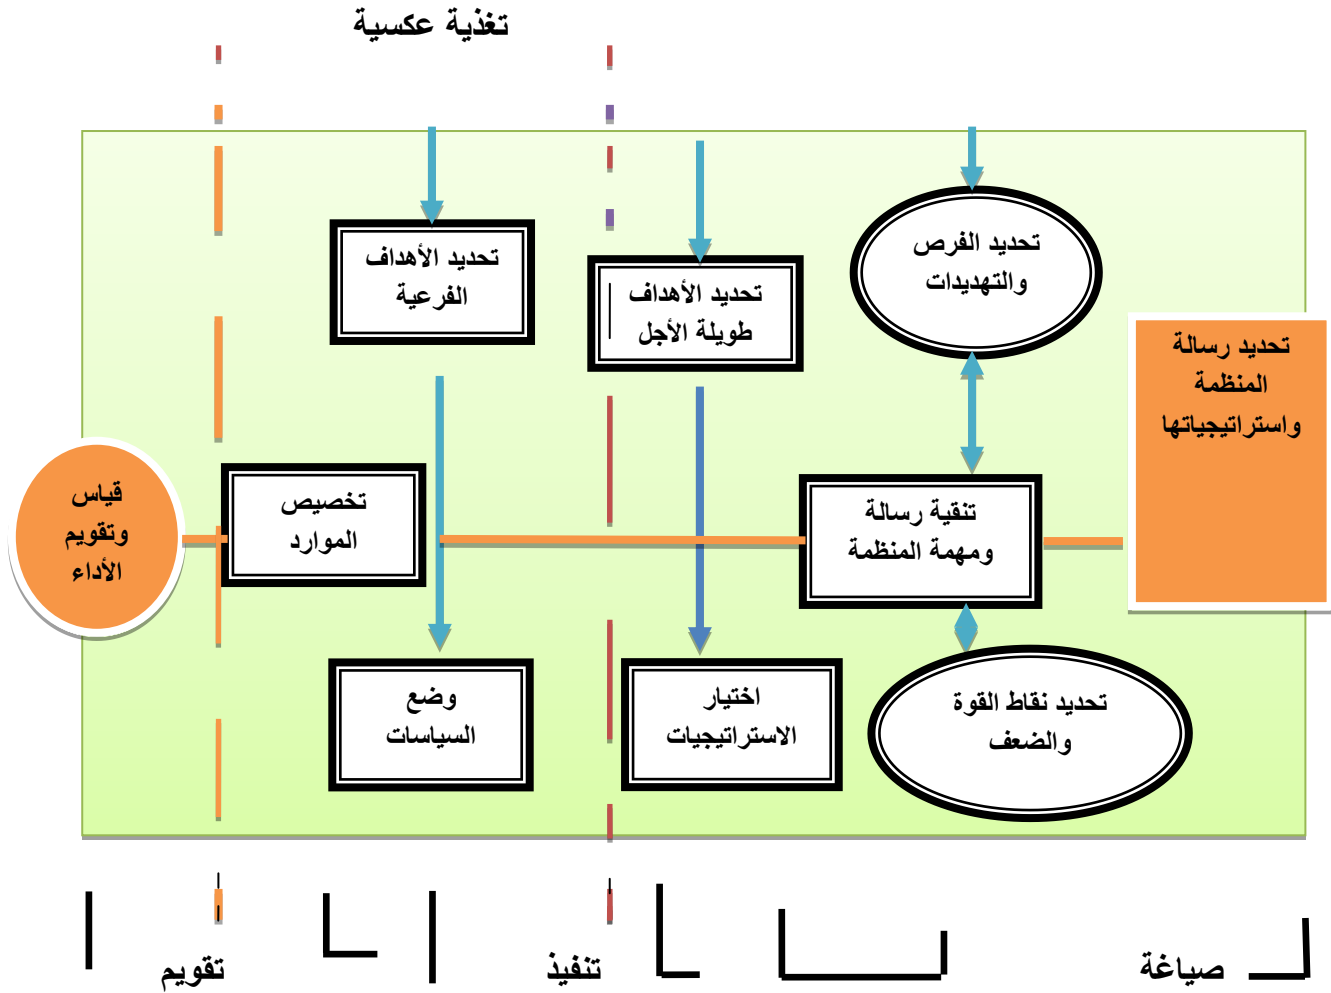 تغذية عكسية
تحديد رسالة
المنظمة
واستراتيجياتها
تحديد الفرص
والتهديدات
تنقية رسالة
ومهمة المنظمة
تحديد نقاط القوة
والضعف
تحديد الأهداف
طويلة الأجل
اختيار
الاستراتيجيات
تحديد الأهداف
الفرعية
تخصيص
الموارد
وضع
السياسات
قياس
وتقويم
الأداء
صياغة
تنفيذ
تقويم